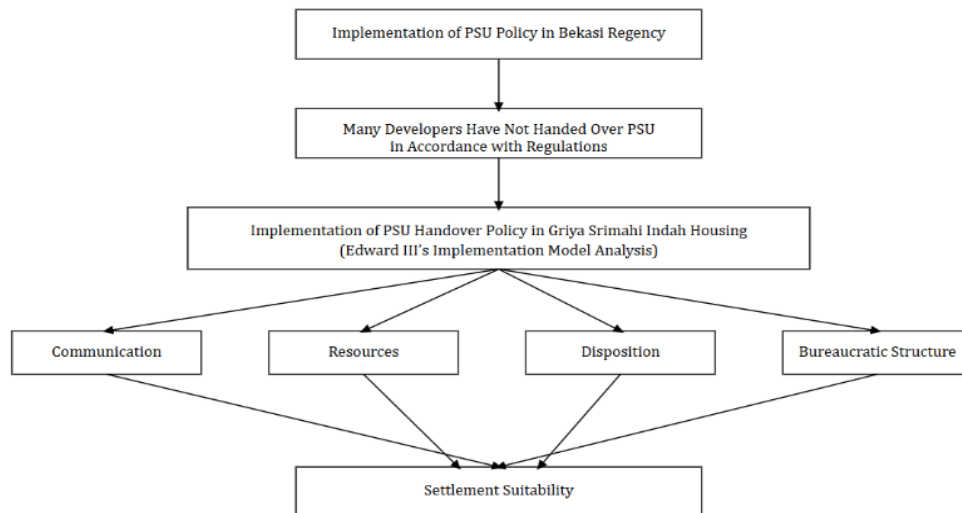 Implementation of PSU Policy in Bekasi Regency
Many Developers Have Not Handed Over PSU
in Accordance with Regulations
Implementation of PSU Handover Policy in Griya Srimahi Indah Housing
(Edward III's Implementation Model Analysis)
Communication
Resources
Disposition
Bureaucratic Structure
Settlement Suitability